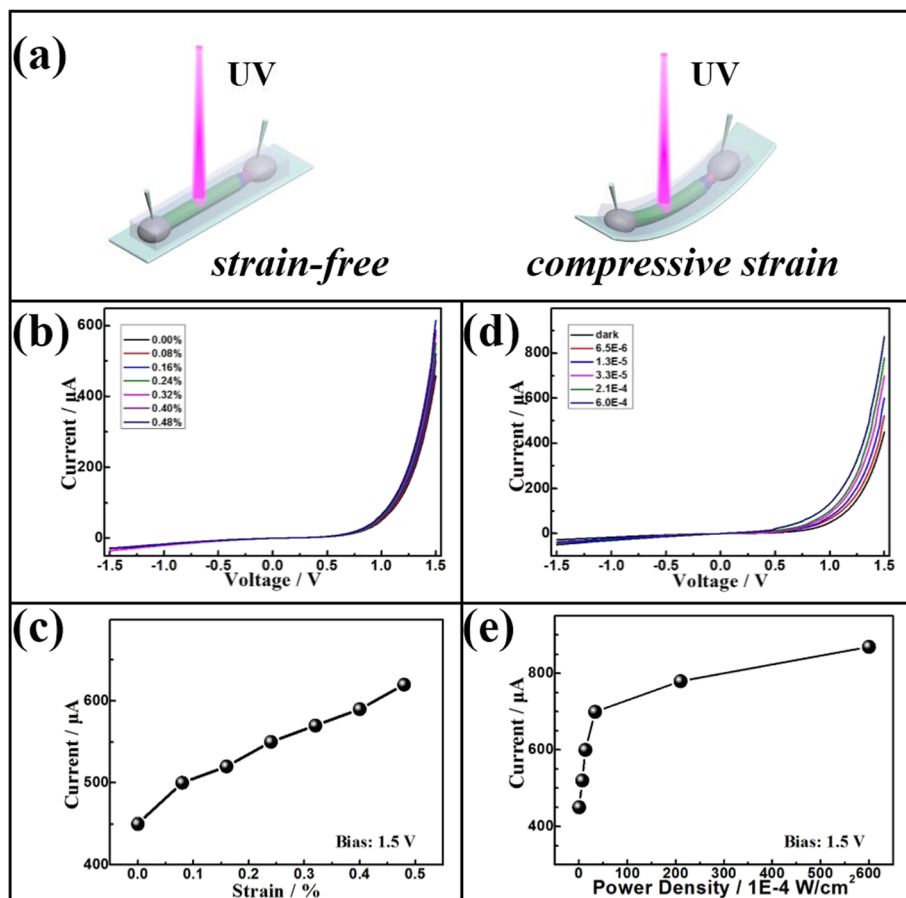 (a)
UV
UV
strain-free
compressive strain
(b)
600
400
200
0
Current / μA
0.00%
0.08%
0.16%
0.24%
0.32%
0.40%
0.48%
-1.5 -1.0 -0.5 0.0 0.5 1.0 1.5
Voltage / V
(d)
800
600
400
200
0
Current / μA
dark
6.5E-6
1.3E-5
3.3E-5
2.1E-4
6.0E-4
-1.5 -1.0 -0.5 0.0 0.5 1.0 1.5
Voltage / V
(c)
600
500
400
Current / μA
Bias: 1.5 V
0.0 0.1 0.2 0.3 0.4 0.5
Strain / %
(e)
800
600
400
Current / μA
Bias: 1.5 V
0 100 200 300 400 500 600
Power Density / 1E-4 W/cm²